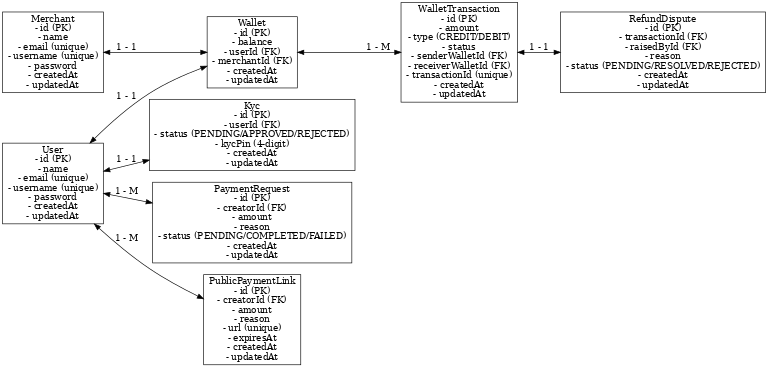 Merchant
- id (PK)
- name
- email (unique)
- username (unique)
- password
- createdAt
- updatedAt
1 - 1
Wallet
- id (PK)
- balance
- userId (FK)
- merchantId (FK)
- createdAt
- updatedAt
1 - M
WalletTransaction
- id (PK)
- amount
- type (CREDIT/DEBIT)
- status
- senderWalletId (FK)
- receiverWalletId (FK)
- transactionId (unique)
- createdAt
- updatedAt
1 - 1
RefundDispute
- id (PK)
- transactionId (FK)
- raisedById (FK)
- reason
- status (PENDING/RESOLVED/REJECTED)
- createdAt
- updatedAt
User
- id (PK)
- name
- email (unique)
- username (unique)
- password
- createdAt
- updatedAt
1 - 1
1 - 1
Kyc
- id (PK)
- userId (FK)
- status (PENDING/APPROVED/REJECTED)
- kycPin (4-digit)
- createdAt
- updatedAt
1 - M
PaymentRequest
- id (PK)
- creatorId (FK)
- amount
- reason
- status (PENDING/COMPLETED/FAILED)
- createdAt
- updatedAt
1 - M
PublicPaymentLink
- id (PK)
- creatorId (FK)
- amount
- reason
- url (unique)
- expiresAt
- createdAt
- updatedAt